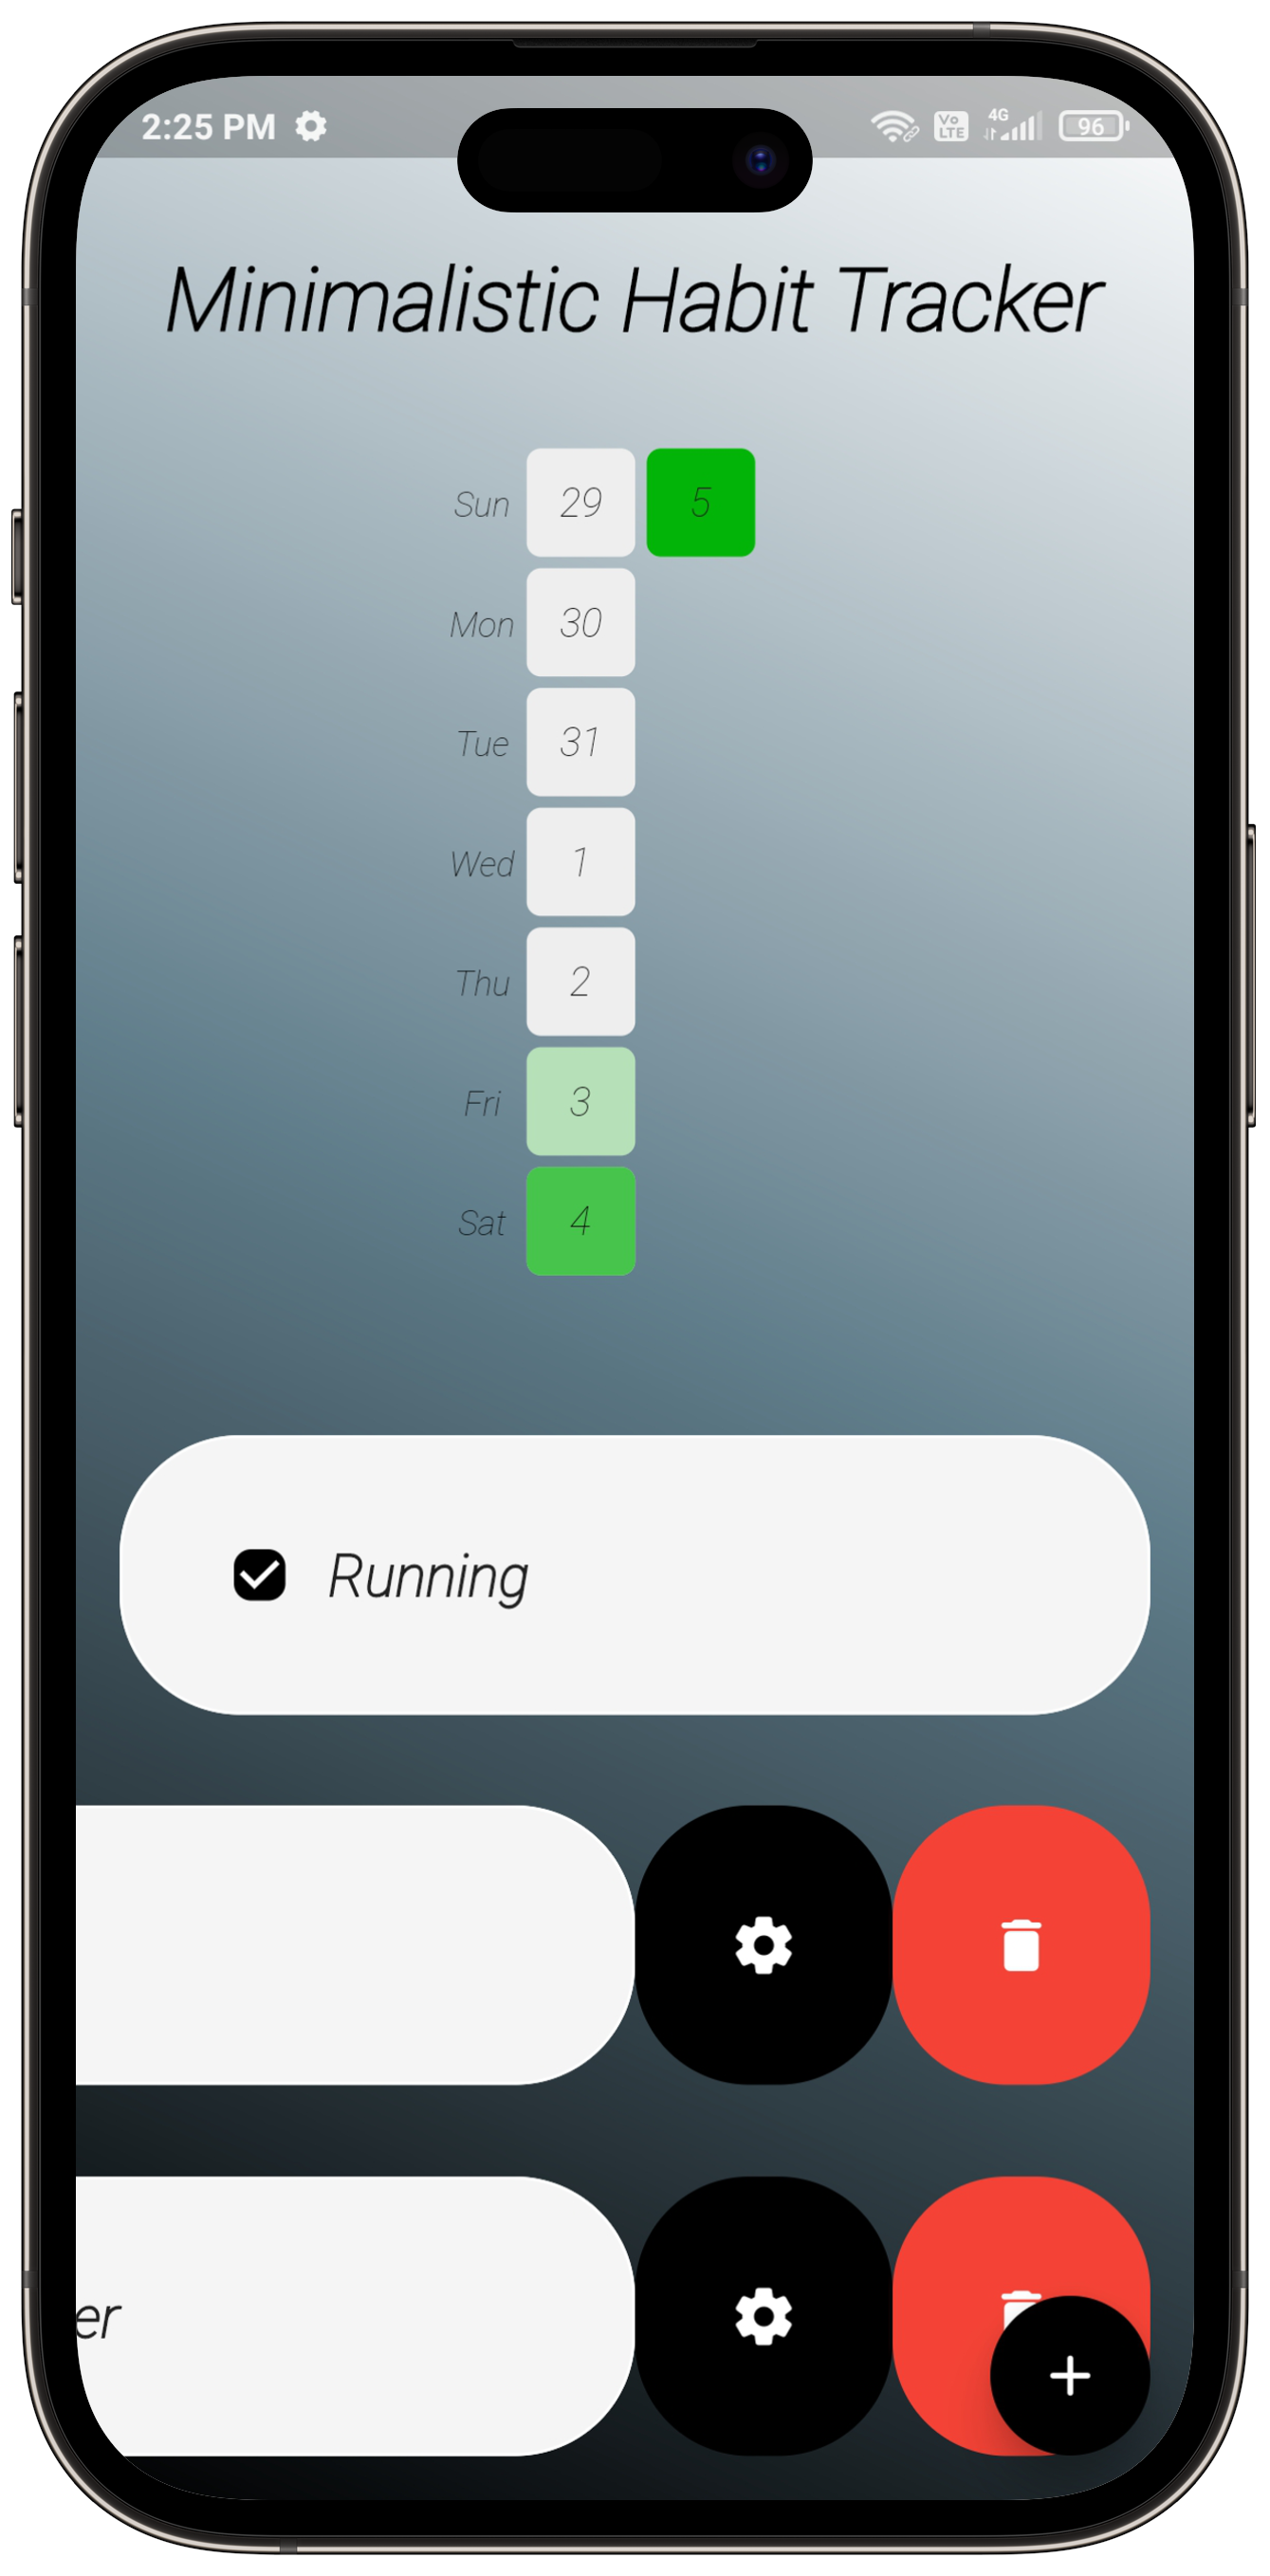 2:25 PM
Vo
LTE
4G
96
Minimalistic Habit Tracker
Sun 29 5
Mon 30
Tue 31
Wed 1
Thu 2
Fri 3
Sat 4
Running
er